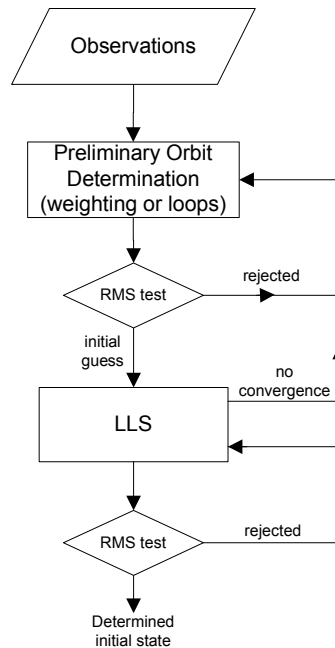 Observations
Preliminary Orbit
Determination
(weighting or loops)
RMS test
rejected
initial
guess
no
convergence
LLS
RMS test
rejected
Determined
initial state